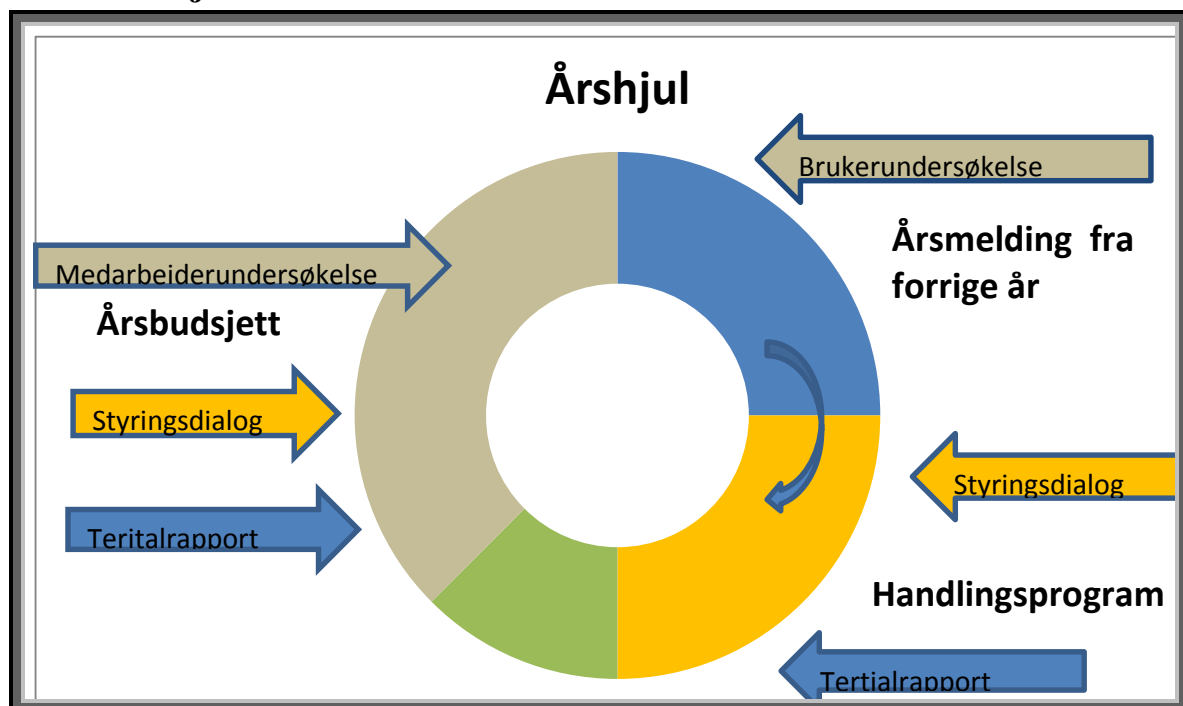 Årshjul
Brukerundersøkelse
Årsmelding fra
forrige år
Medarbeiderundersøkelse
Årsbudsjett
Styringsdialog
Styringsdialog
Teritalrapport
Handlingsprogram
Tertialrapport